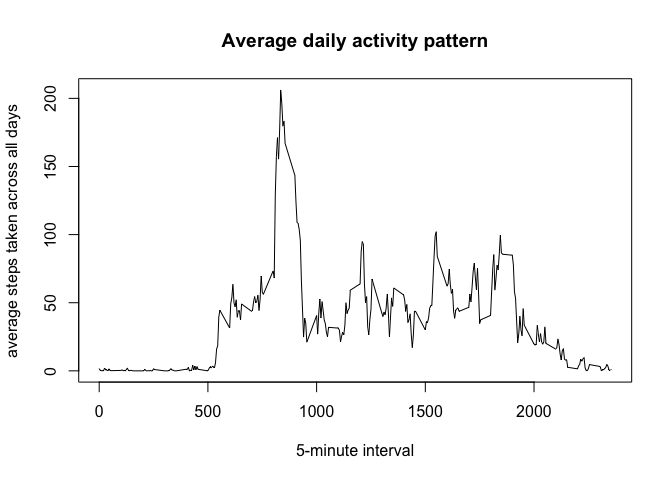 Average daily activity pattern
average steps taken across all days
200
150
100
50
0
0 500 1000 1500 2000
5-minute interval